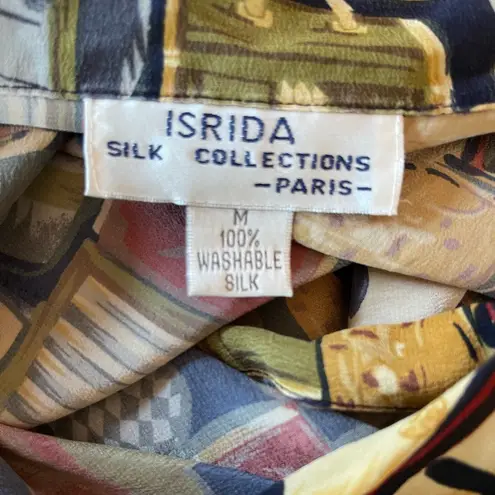 ISRIDA
SILK COLLECTIONS
-PARIS-
M
100%
WASHABLE
SILK